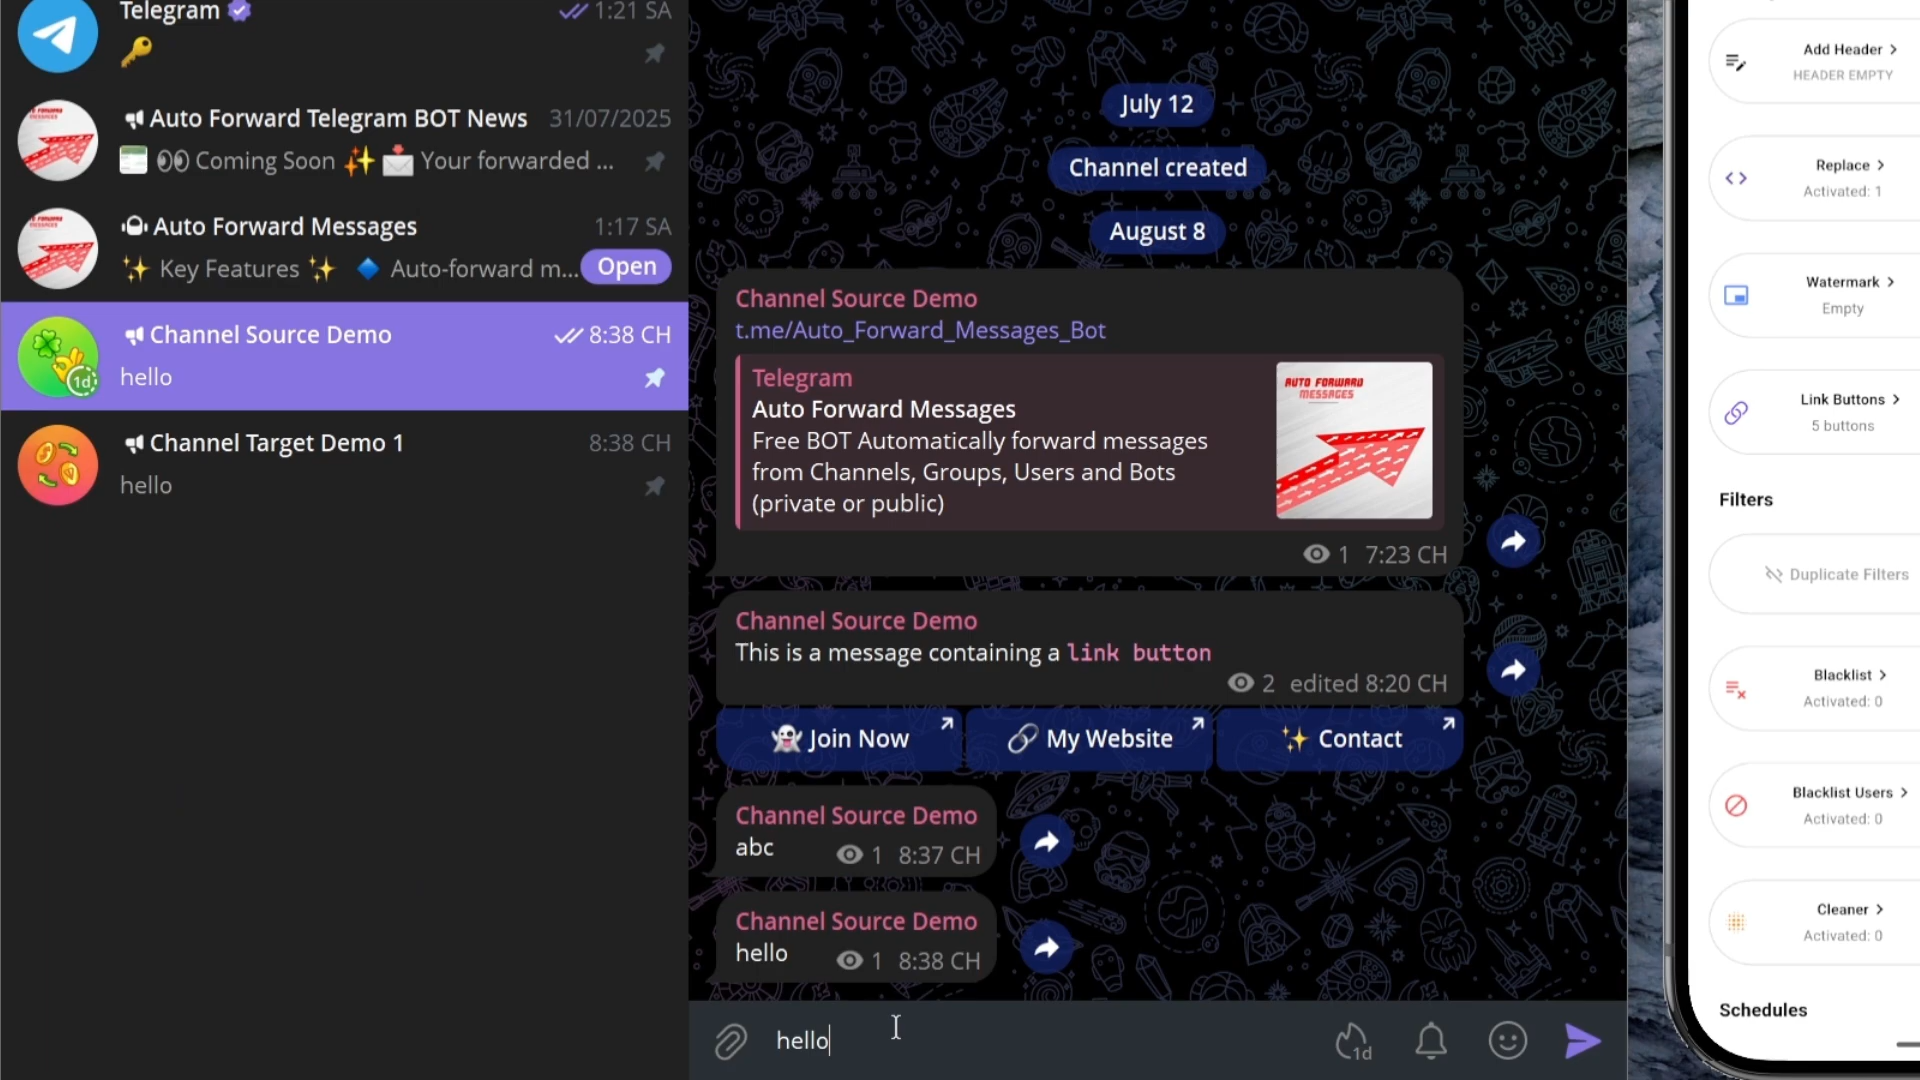 Telegram 1:21 SA
Auto Forward Telegram BOT News 31/07/2025
Coming Soon Your forwarded ...
Auto Forward Messages 1:17 SA
Key Features Auto-forward m... Open
Channel Source Demo 8:38 CH
1d
hello
Channel Target Demo 1 8:38 CH
hello
July 12
Channel created
August 8
Channel Source Demo
t.me/Auto_Forward_Messages_Bot
Telegram
Auto Forward Messages
Free BOT Automatically forward messages
from Channels, Groups, Users and Bots
(private or public)
AUTO FORWARD
MESSAGES
1 7:23 CH
Channel Source Demo
This is a message containing a link button
2 edited 8:20 CH
Join Now My Website Contact
Channel Source Demo
abc 1 8:37 CH
Channel Source Demo
hello 1 8:38 CH
hello
1d
Add Header >
HEADER EMPTY
Replace >
Activated: 1
Watermark >
Empty
Link Buttons >
5 buttons
Filters
Duplicate Filters
Blacklist >
Activated: 0
Blacklist Users >
Activated: 0
Cleaner >
Activated: 0
Schedules